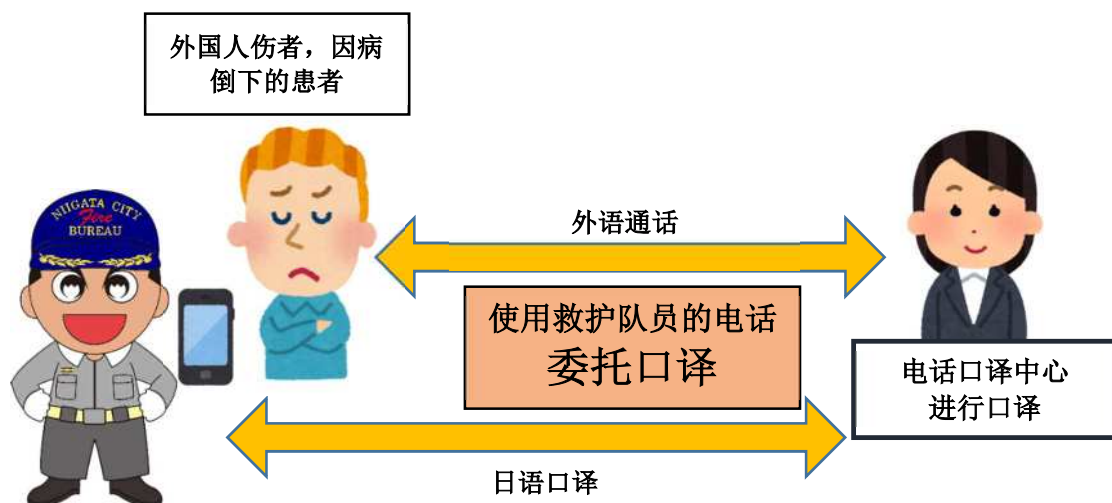 外国人伤者，因病
倒下的患者
NIIGATA CITY
Fire
BUREAU
外语通话
使用救护队员的电话
委托口译
电话口译中心
进行口译
日语口译